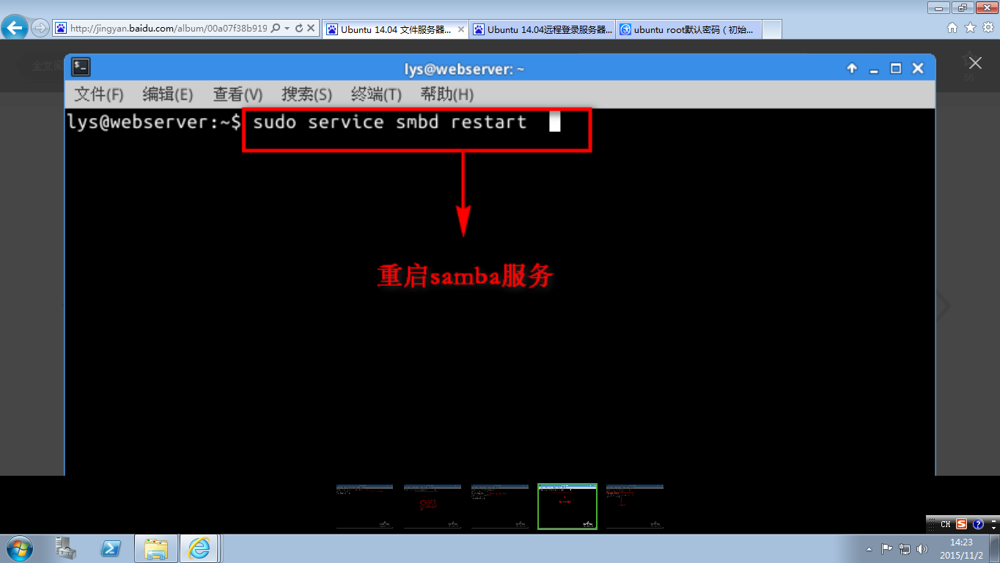 http://jingyan.baidu.com/album/00a07f38b919
Ubuntu 14.04 文件服务器...
Ubuntu 14.04远程登录服务器...
ubuntu root默认密码（初始...
lys@webserver: ~
文件(F) 编辑(E) 查看(V) 搜索(S) 终端(T) 帮助(H)
lys@webserver:~$ sudo service smbd restart
重启samba服务
CH
14:23
2015/11/2